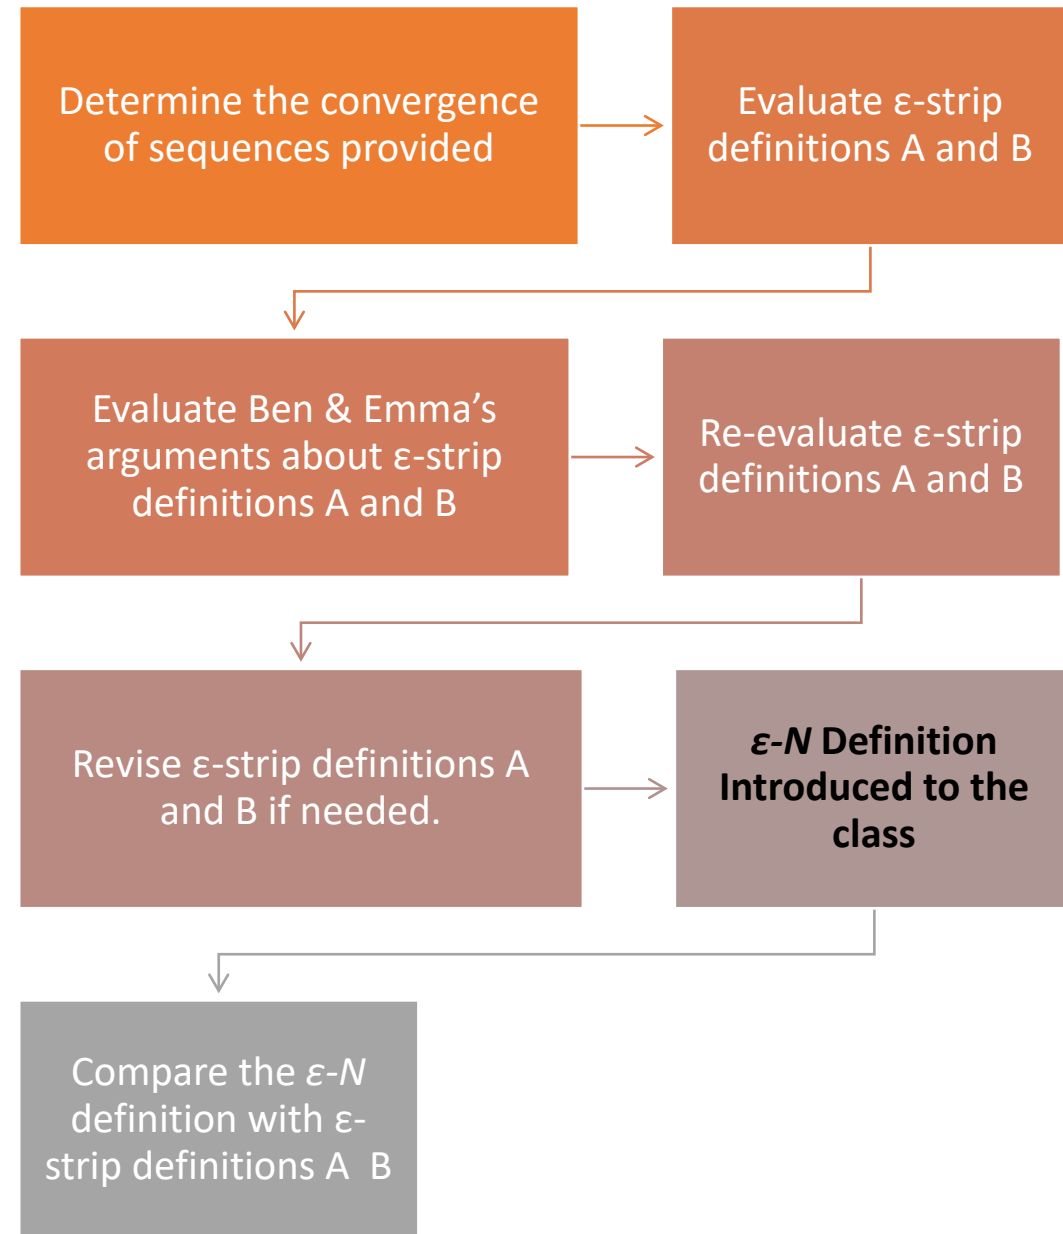 Determine the convergence
of sequences provided
Evaluate ε-strip
definitions A and B
Evaluate Ben & Emma’s
arguments about ε-strip
definitions A and B
Re-evaluate ε-strip
definitions A and B
Revise ε-strip definitions A
and B if needed.
ε-N Definition
Introduced to the
class
Compare the ε-N
definition with ε-
strip definitions A  B